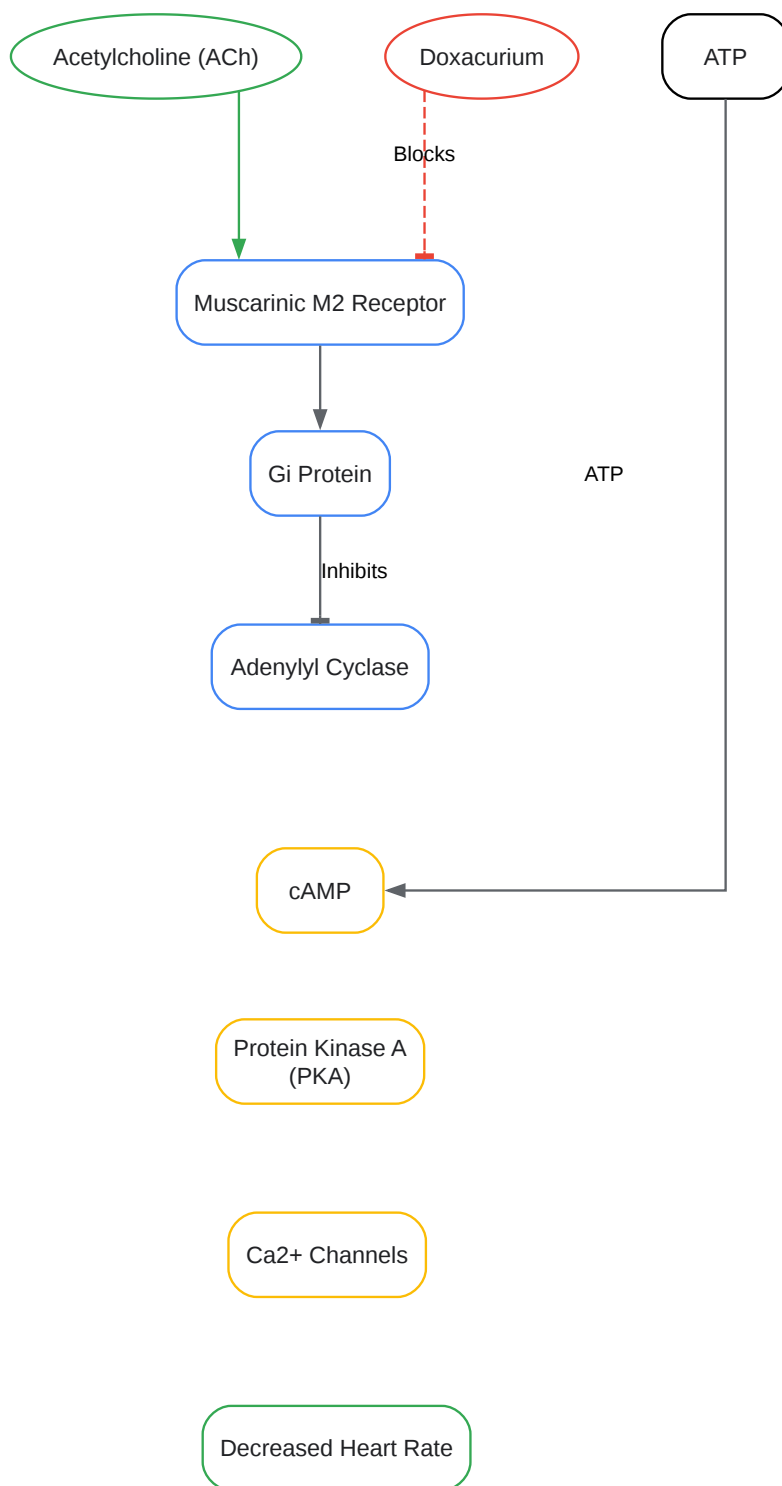 Acetylcholine (ACh)
Doxacurium
ATP
Blocks
Muscarinic M2 Receptor
Gi Protein
ATP
Inhibits
Adenylyl Cyclase
cAMP
Protein Kinase A
(PKA)
Ca2+ Channels
Decreased Heart Rate